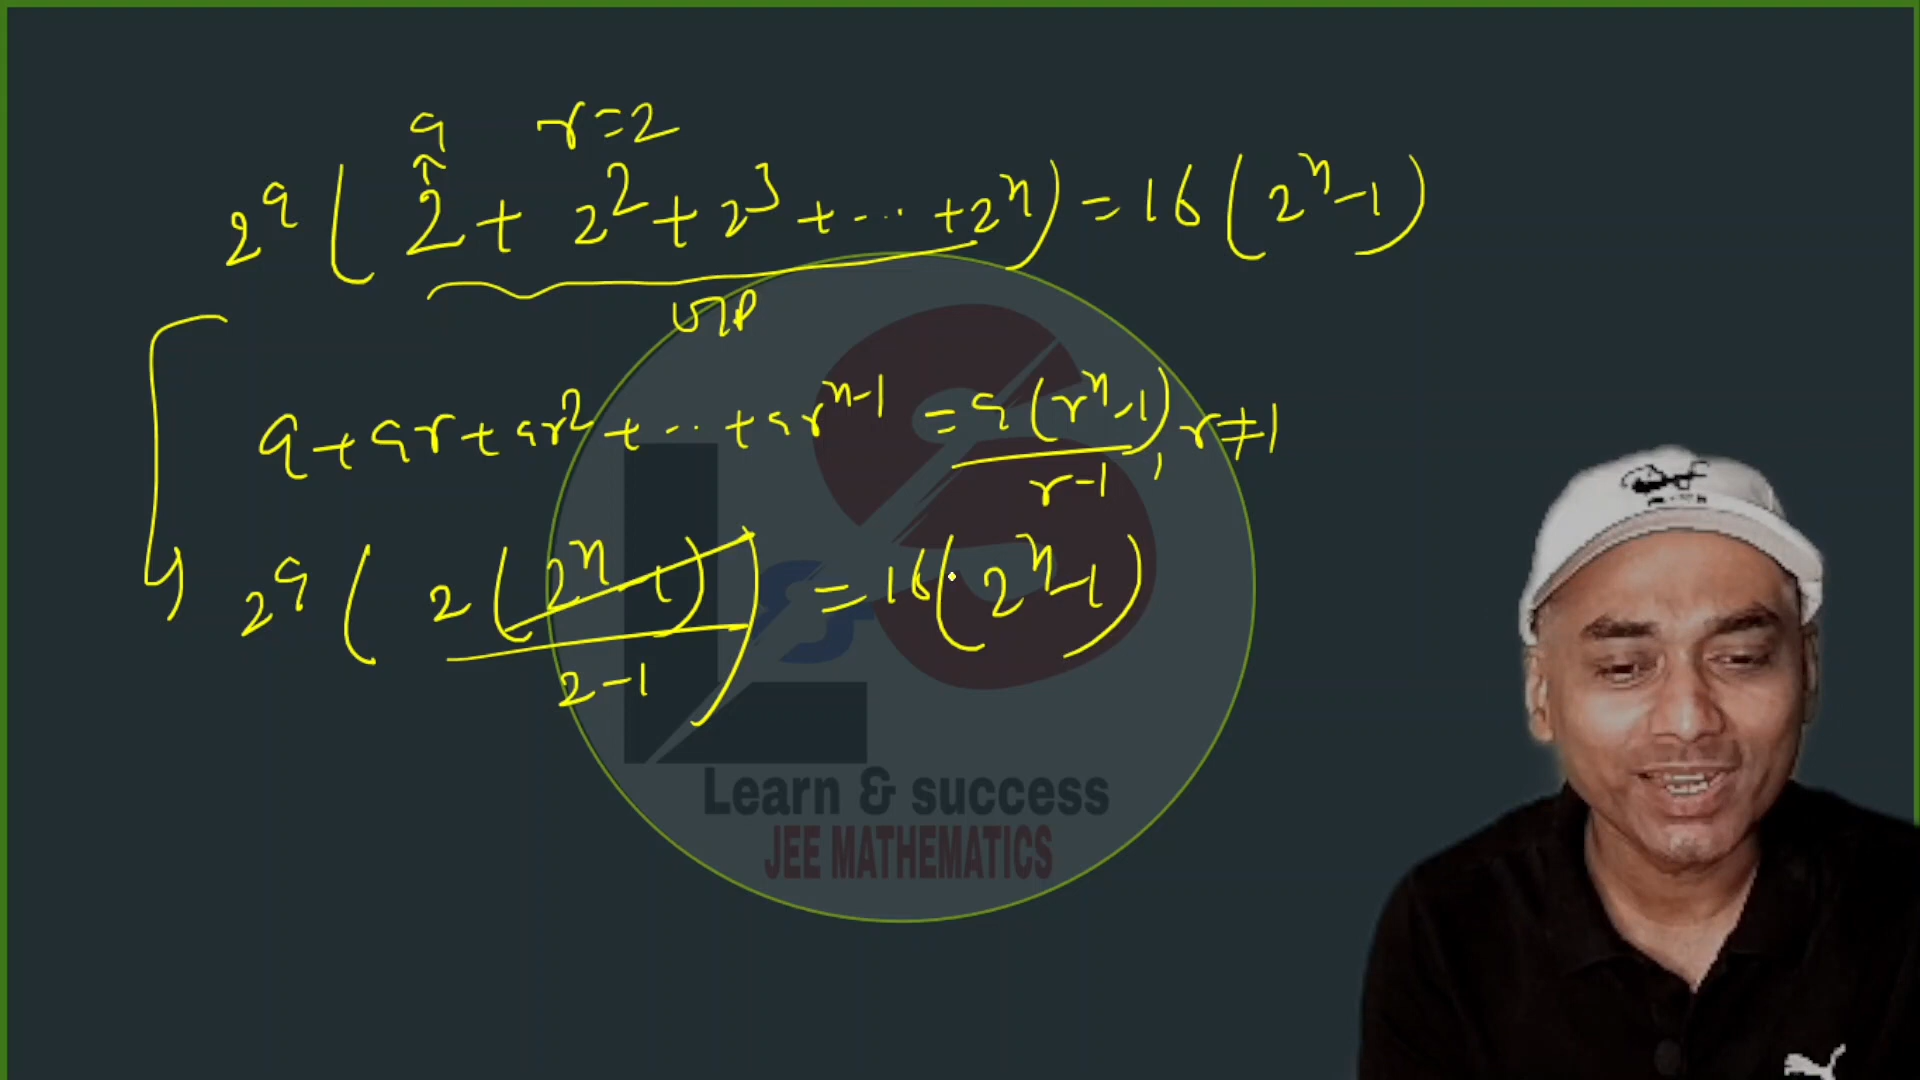 a r=2
2^a ( 2 + 2^2 + 2^3 + -... + 2^n ) = 16 ( 2^n - 1 )
GP
a + ar + ar^2 + -... + ar^(n-1) = a ( r^n - 1 ) / r - 1 , r ≠ 1
2^a ( 2 ( 2^n - 1 ) / 2 - 1 ) = 16 ( 2^n - 1 )
Learn & success
JEE MATHEMATICS